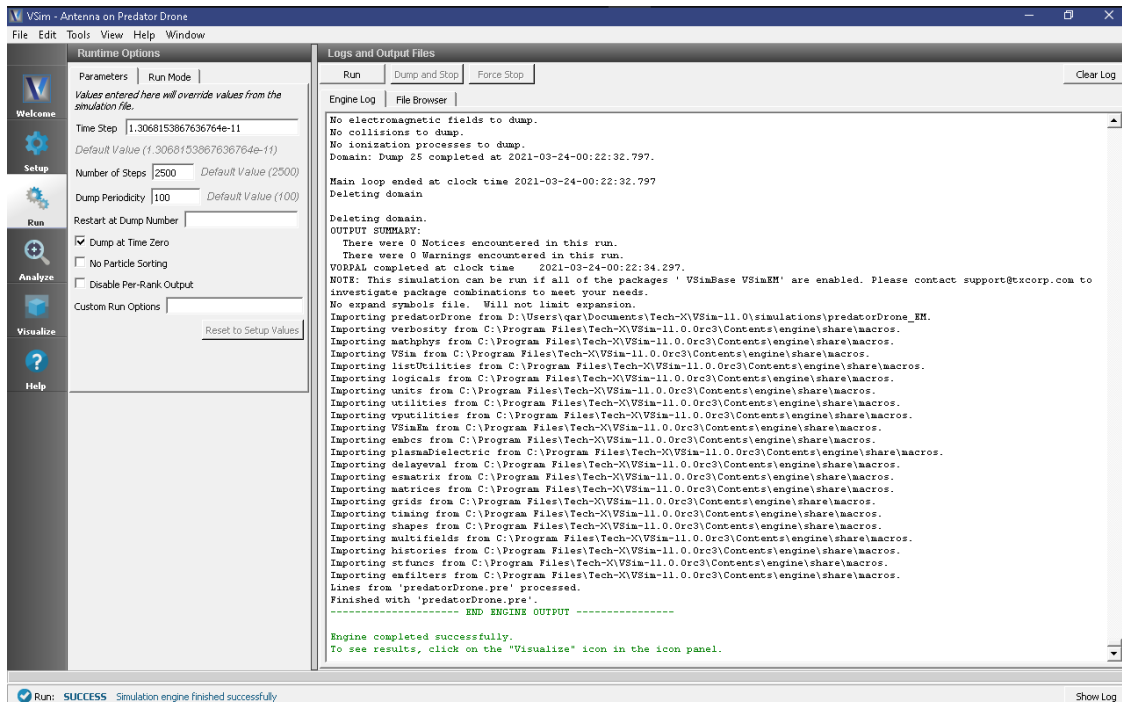 VSim - Antenna on Predator Drone
File Edit Tools View Help Window
Welcome
Setup
Run
Analyze
Visualize
Help
Runtime Options
Parameters Run Mode
Values entered here will override values from the
simulation file.
Time Step 1.3068153867636764e-11
Default Value (1.3068153867636764e-11)
Number of Steps 2500 Default Value (2500)
Dump Periodicity 100 Default Value (100)
Restart at Dump Number
Dump at Time Zero
No Particle Sorting
Disable Per-Rank Output
Custom Run Options
Reset to Setup Values
Logs and Output Files
Run Dump and Stop Force Stop Clear Log
Engine Log File Browser
No electromagnetic fields to dump.
No collisions to dump.
No ionization processes to dump.
Domain: Dump 25 completed at 2021-03-24-00:22:32.797.
Main loop ended at clock time 2021-03-24-00:22:32.797
Deleting domain
Deleting domain.
OUTPUT SUMMARY:
There were 0 Notices encountered in this run.
There were 0 Warnings encountered in this run.
VORPAL completed at clock time 2021-03-24-00:22:34.297.
NOTE: This simulation can be run if all of the packages ' VSimBase VSimEM' are enabled. Please contact support@txcorp.com to
investigate package combinations to meet your needs.
No expand symbols file. Will not limit expansion.
Importing predatorDrone from D:\Users\qar\Documents\Tech-X\VSim-11.0\simulations\predatorDrone_EM.
Importing verbosity from C:\Program Files\Tech-X\VSim-11.0.0rc3\Contents\engine\share\macros.
Importing mathphys from C:\Program Files\Tech-X\VSim-11.0.0rc3\Contents\engine\share\macros.
Importing VSim from C:\Program Files\Tech-X\VSim-11.0.0rc3\Contents\engine\share\macros.
Importing listUtilities from C:\Program Files\Tech-X\VSim-11.0.0rc3\Contents\engine\share\macros.
Importing logicals from C:\Program Files\Tech-X\VSim-11.0.0rc3\Contents\engine\share\macros.
Importing units from C:\Program Files\Tech-X\VSim-11.0.0rc3\Contents\engine\share\macros.
Importing utilities from C:\Program Files\Tech-X\VSim-11.0.0rc3\Contents\engine\share\macros.
Importing vputilities from C:\Program Files\Tech-X\VSim-11.0.0rc3\Contents\engine\share\macros.
Importing VSimEm from C:\Program Files\Tech-X\VSim-11.0.0rc3\Contents\engine\share\macros.
Importing embcs from C:\Program Files\Tech-X\VSim-11.0.0rc3\Contents\engine\share\macros.
Importing plasmaDielectric from C:\Program Files\Tech-X\VSim-11.0.0rc3\Contents\engine\share\macros.
Importing delayeval from C:\Program Files\Tech-X\VSim-11.0.0rc3\Contents\engine\share\macros.
Importing esmatrix from C:\Program Files\Tech-X\VSim-11.0.0rc3\Contents\engine\share\macros.
Importing matrices from C:\Program Files\Tech-X\VSim-11.0.0rc3\Contents\engine\share\macros.
Importing grids from C:\Program Files\Tech-X\VSim-11.0.0rc3\Contents\engine\share\macros.
Importing timing from C:\Program Files\Tech-X\VSim-11.0.0rc3\Contents\engine\share\macros.
Importing shapes from C:\Program Files\Tech-X\VSim-11.0.0rc3\Contents\engine\share\macros.
Importing multifields from C:\Program Files\Tech-X\VSim-11.0.0rc3\Contents\engine\share\macros.
Importing histories from C:\Program Files\Tech-X\VSim-11.0.0rc3\Contents\engine\share\macros.
Importing stfuncs from C:\Program Files\Tech-X\VSim-11.0.0rc3\Contents\engine\share\macros.
Importing emfilters from C:\Program Files\Tech-X\VSim-11.0.0rc3\Contents\engine\share\macros.
Lines from 'predatorDrone.pre' processed.
Finished with 'predatorDrone.pre'.
--------------------- END ENGINE OUTPUT ----------------
Engine completed successfully.
To see results, click on the "Visualize" icon in the icon panel.
Run: SUCCESS Simulation engine finished successfully Show Log